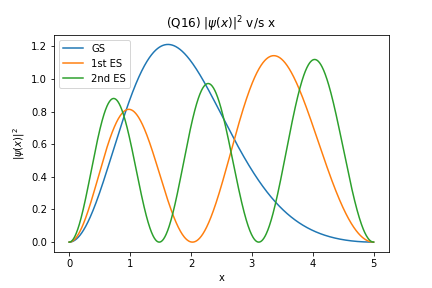 (Q16) |ψ(x)|² v/s x
GS
1st ES
2nd ES
|ψ(x)|²
1.2
1.0
0.8
0.6
0.4
0.2
0.0
0 1 2 3 4 5
x